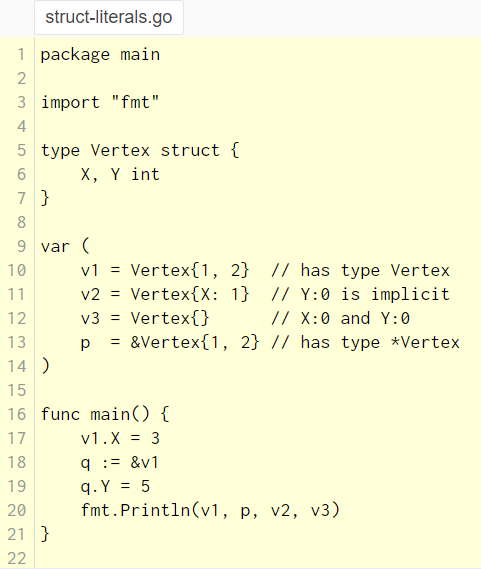 struct-literals.go
1 package main
2
3 import "fmt"
4
5 type Vertex struct {
6     X, Y int
7 }
8
9 var (
10     v1 = Vertex{1, 2}  // has type Vertex
11     v2 = Vertex{X: 1}  // Y:0 is implicit
12     v3 = Vertex{}      // X:0 and Y:0
13     p  = &Vertex{1, 2} // has type *Vertex
14 )
15
16 func main() {
17     v1.X = 3
18     q := &v1
19     q.Y = 5
20     fmt.Println(v1, p, v2, v3)
21 }
22